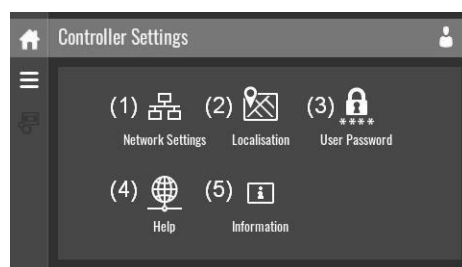 Controller Settings
(1) (2) (3)
****
Network Settings Localisation User Password
(4) (5) i
Help Information